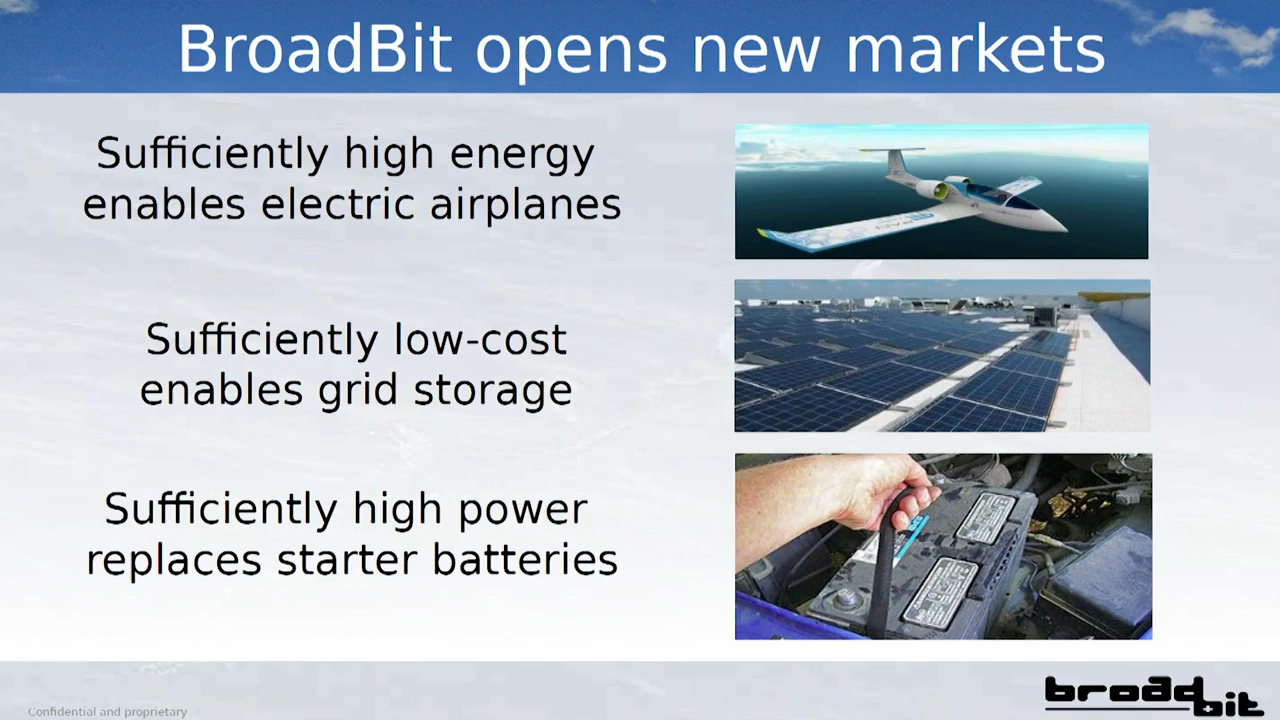 BroadBit opens new markets
Sufficiently high energy
enables electric airplanes
Sufficiently low-cost
enables grid storage
Sufficiently high power
replaces starter batteries
Confidential and proprietary
broadbit